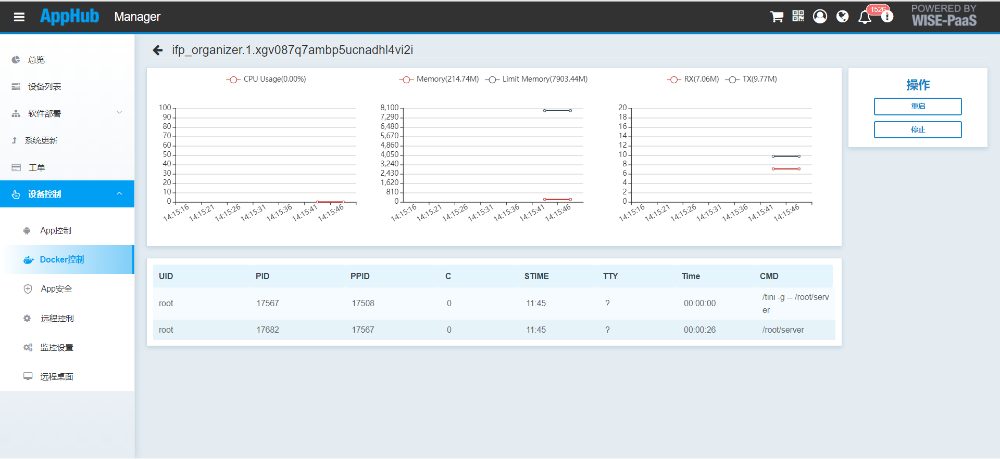 AppHub Manager
1526
POWERED BY
WISE-PaaS
总览
设备列表
软件部署
系统更新
工单
设备控制
App控制
Docker控制
App安全
远程控制
监控设置
远程桌面
ifp_organizer.1.xgv087q7ambp5ucnadhl4vi2i
CPU Usage(0.00%)
100
90
80
70
60
50
40
30
20
10
0
14:15:16 14:15:21 14:15:26 14:15:31 14:15:36 14:15:41 14:15:46
Memory(214.74M) Limit Memory(7903.44M)
8,100
7,290
6,480
5,670
4,860
4,050
3,240
2,430
1,620
810
0
14:15:16 14:15:21 14:15:26 14:15:31 14:15:36 14:15:41 14:15:46
RX(7.06M) TX(9.77M)
20
18
16
14
12
10
8
6
4
2
0
14:15:16 14:15:21 14:15:26 14:15:31 14:15:36 14:15:41 14:15:46
操作
重启
停止
UID PID PPID C STIME TTY Time CMD
root 17567 17508 0 11:45 ? 00:00:00 /tini -g -- /root/serv
er
root 17682 17567 0 11:45 ? 00:00:26 /root/server